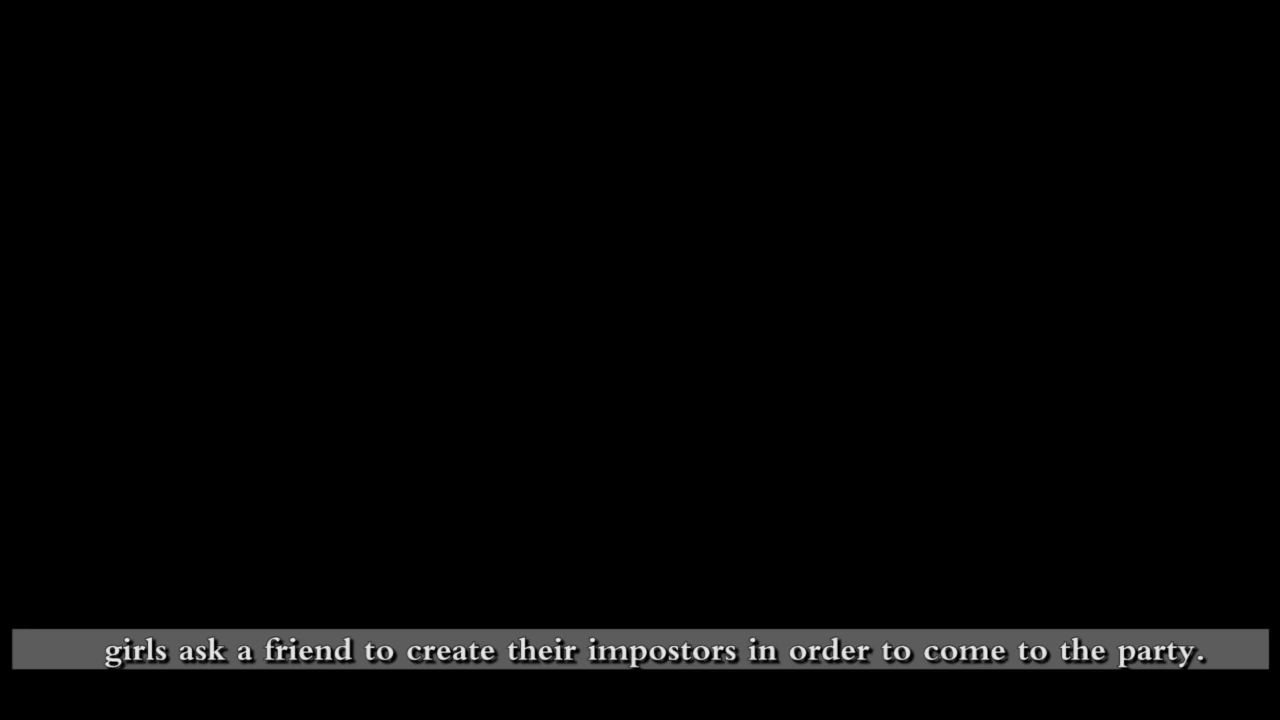 girls ask a friend to create their impostors in order to come to the party.